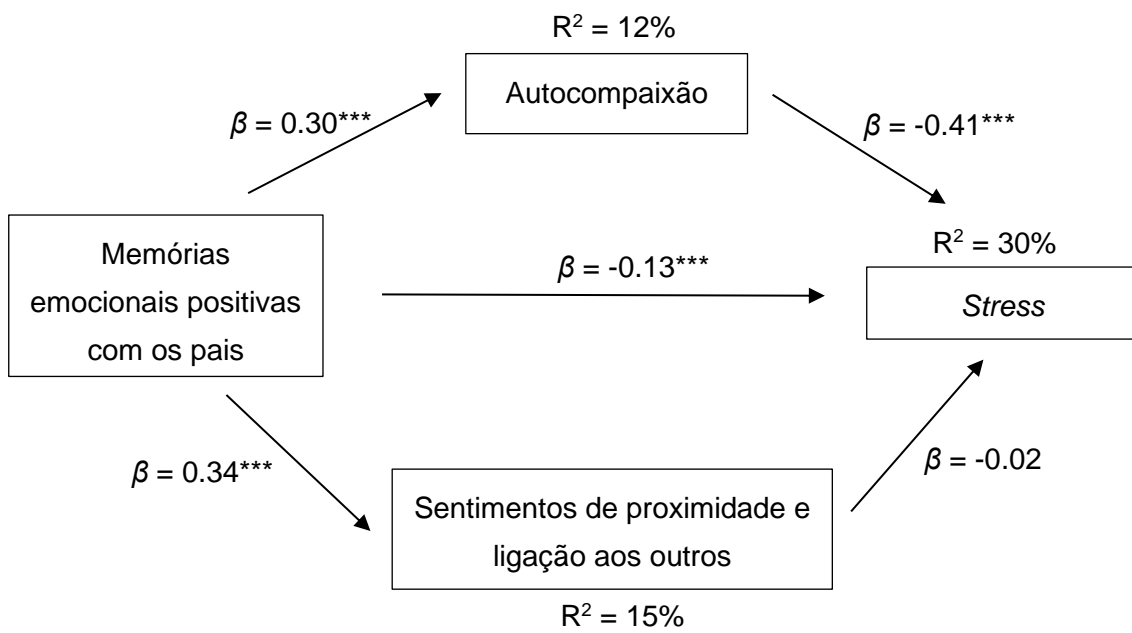 R² = 12%
Autocompaixão
β = 0.30***
β = -0.41***
Memórias
emocionais positivas
com os pais
β = -0.13***
R² = 30%
Stress
β = 0.34***
β = -0.02
Sentimentos de proximidade e
ligação aos outros
R² = 15%